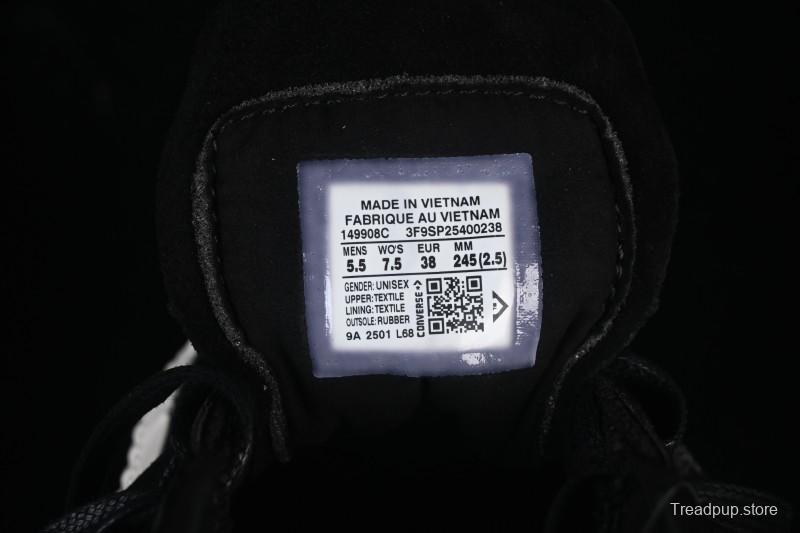 MADE IN VIETNAM
FABRIQUE AU VIETNAM
149908C 3F9SP25400238
MENS WO'S EUR MM
5.5 7.5 38 245(2.5)
GENDER: UNISEX
UPPER: TEXTILE
LINING: TEXTILE
OUTSOLE: RUBBER
9A 2501 L68
CONVERSE
Treadpup.store